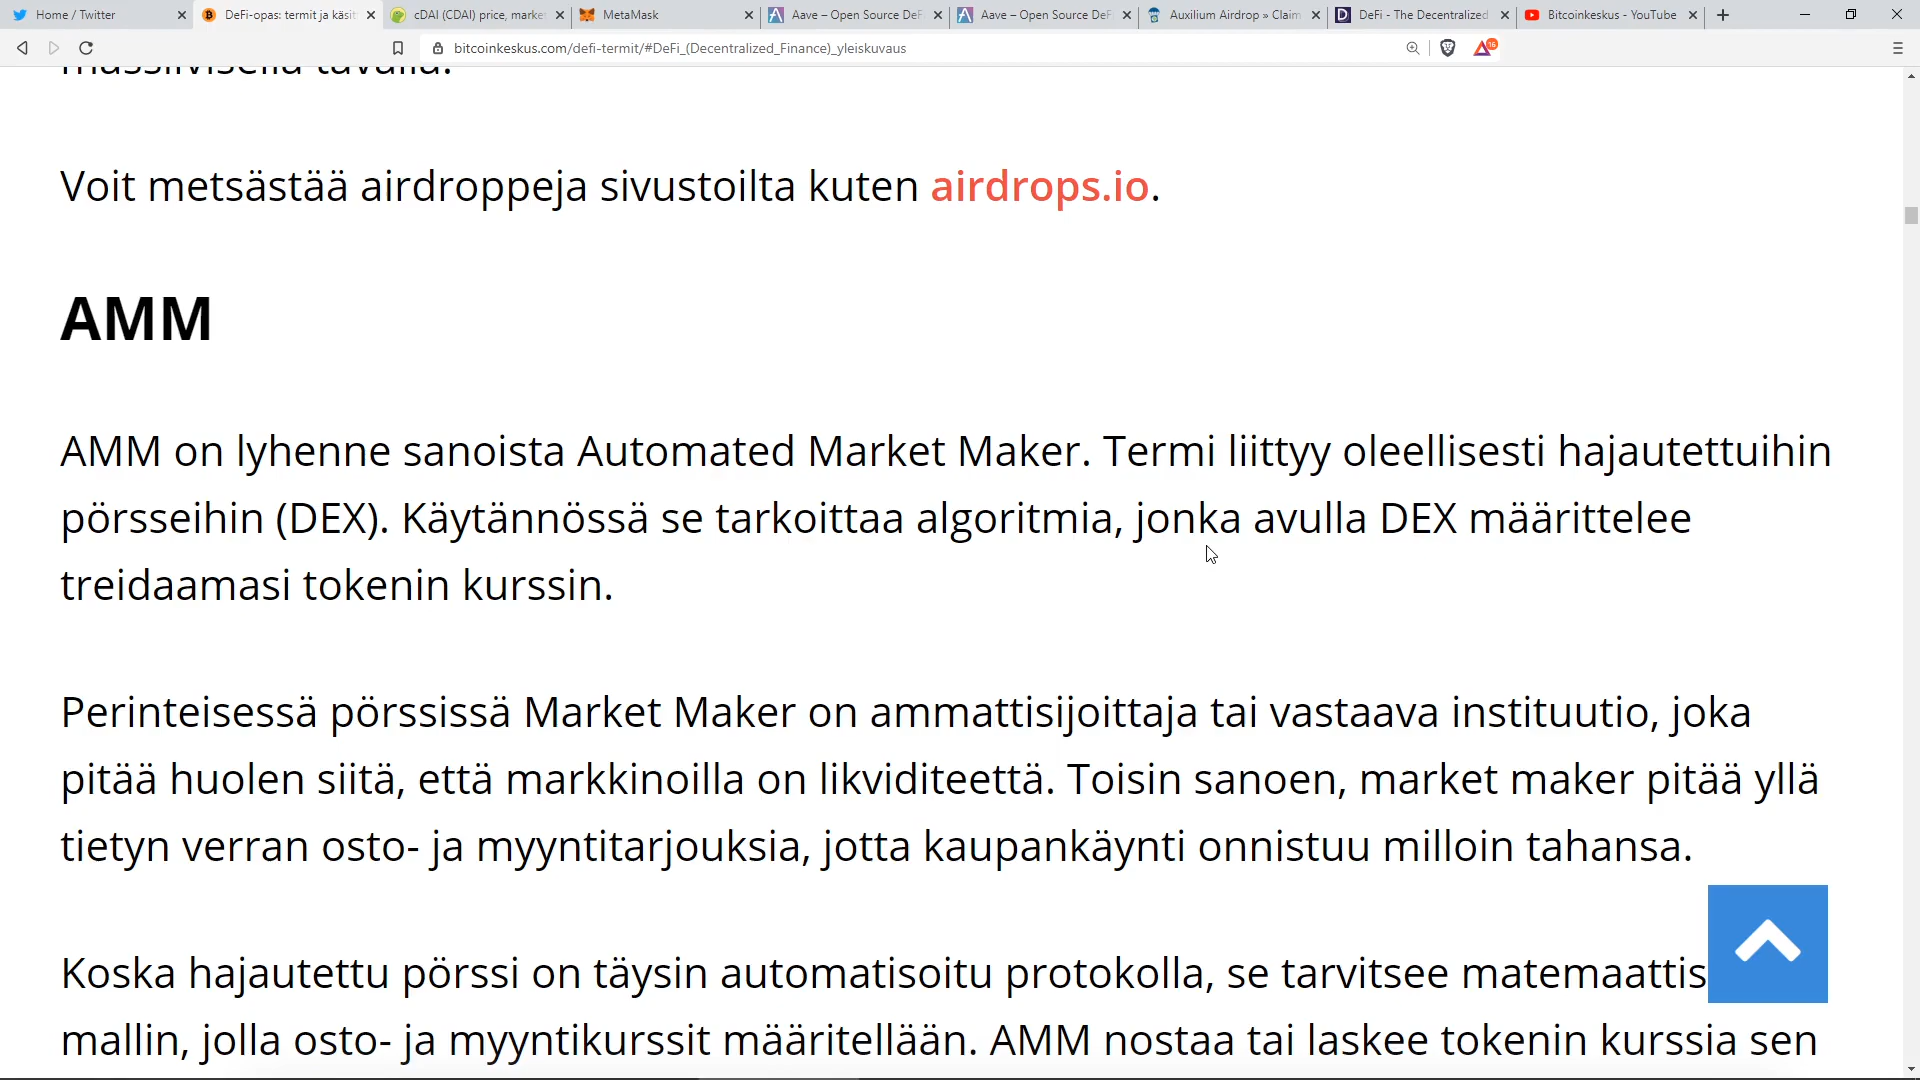 Home / Twitter
DeFi-opas: termit ja käsit
cDAI (CDAI) price, marke
MetaMask
Aave – Open Source DeF
Aave – Open Source DeF
Auxilium Airdrop » Claim
DeFi - The Decentralized
Bitcoinkeskus - YouTube
bitcoinkeskus.com/defi-termit/#DeFi_(Decentralized_Finance)_yleiskuvaus
16
massiivisella tavalla.
Voit metsästää airdroppeja sivustoilta kuten airdrops.io.
AMM
AMM on lyhenne sanoista Automated Market Maker. Termi liittyy oleellisesti hajautettuihin
pörsseihin (DEX). Käytännössä se tarkoittaa algoritmia, jonka avulla DEX määrittelee
treidaamasi tokenin kurssin.
Perinteisessä pörssissä Market Maker on ammattisijoittaja tai vastaava instituutio, joka
pitää huolen siitä, että markkinoilla on likviditeettä. Toisin sanoen, market maker pitää yllä
tietyn verran osto- ja myyntitarjouksia, jotta kaupankäynti onnistuu milloin tahansa.
Koska hajautettu pörssi on täysin automatisoitu protokolla, se tarvitsee matemaattis
mallin, jolla osto- ja myyntikurssit määritellään. AMM nostaa tai laskee tokenin kurssia sen